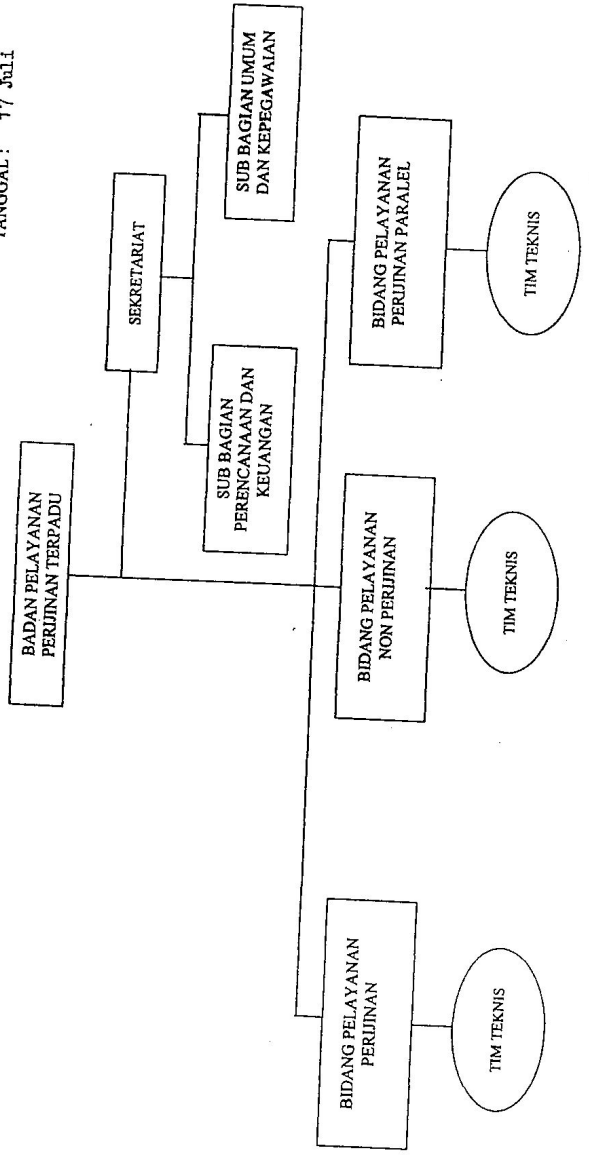 TANGGAL : 17 Juli
BADAN PELAYANAN
PERIJINAN TERPADU
SEKRETARIAT
SUB BAGIAN
PERENCANAAN DAN
KEUANGAN
SUB BAGIAN UMUM
DAN KEPEGAWAIAN
BIDANG PELAYANAN
PERIJINAN
BIDANG PELAYANAN
NON PERIJINAN
BIDANG PELAYANAN
PERIJINAN PARALEL
TIM TEKNIS
TIM TEKNIS
TIM TEKNIS